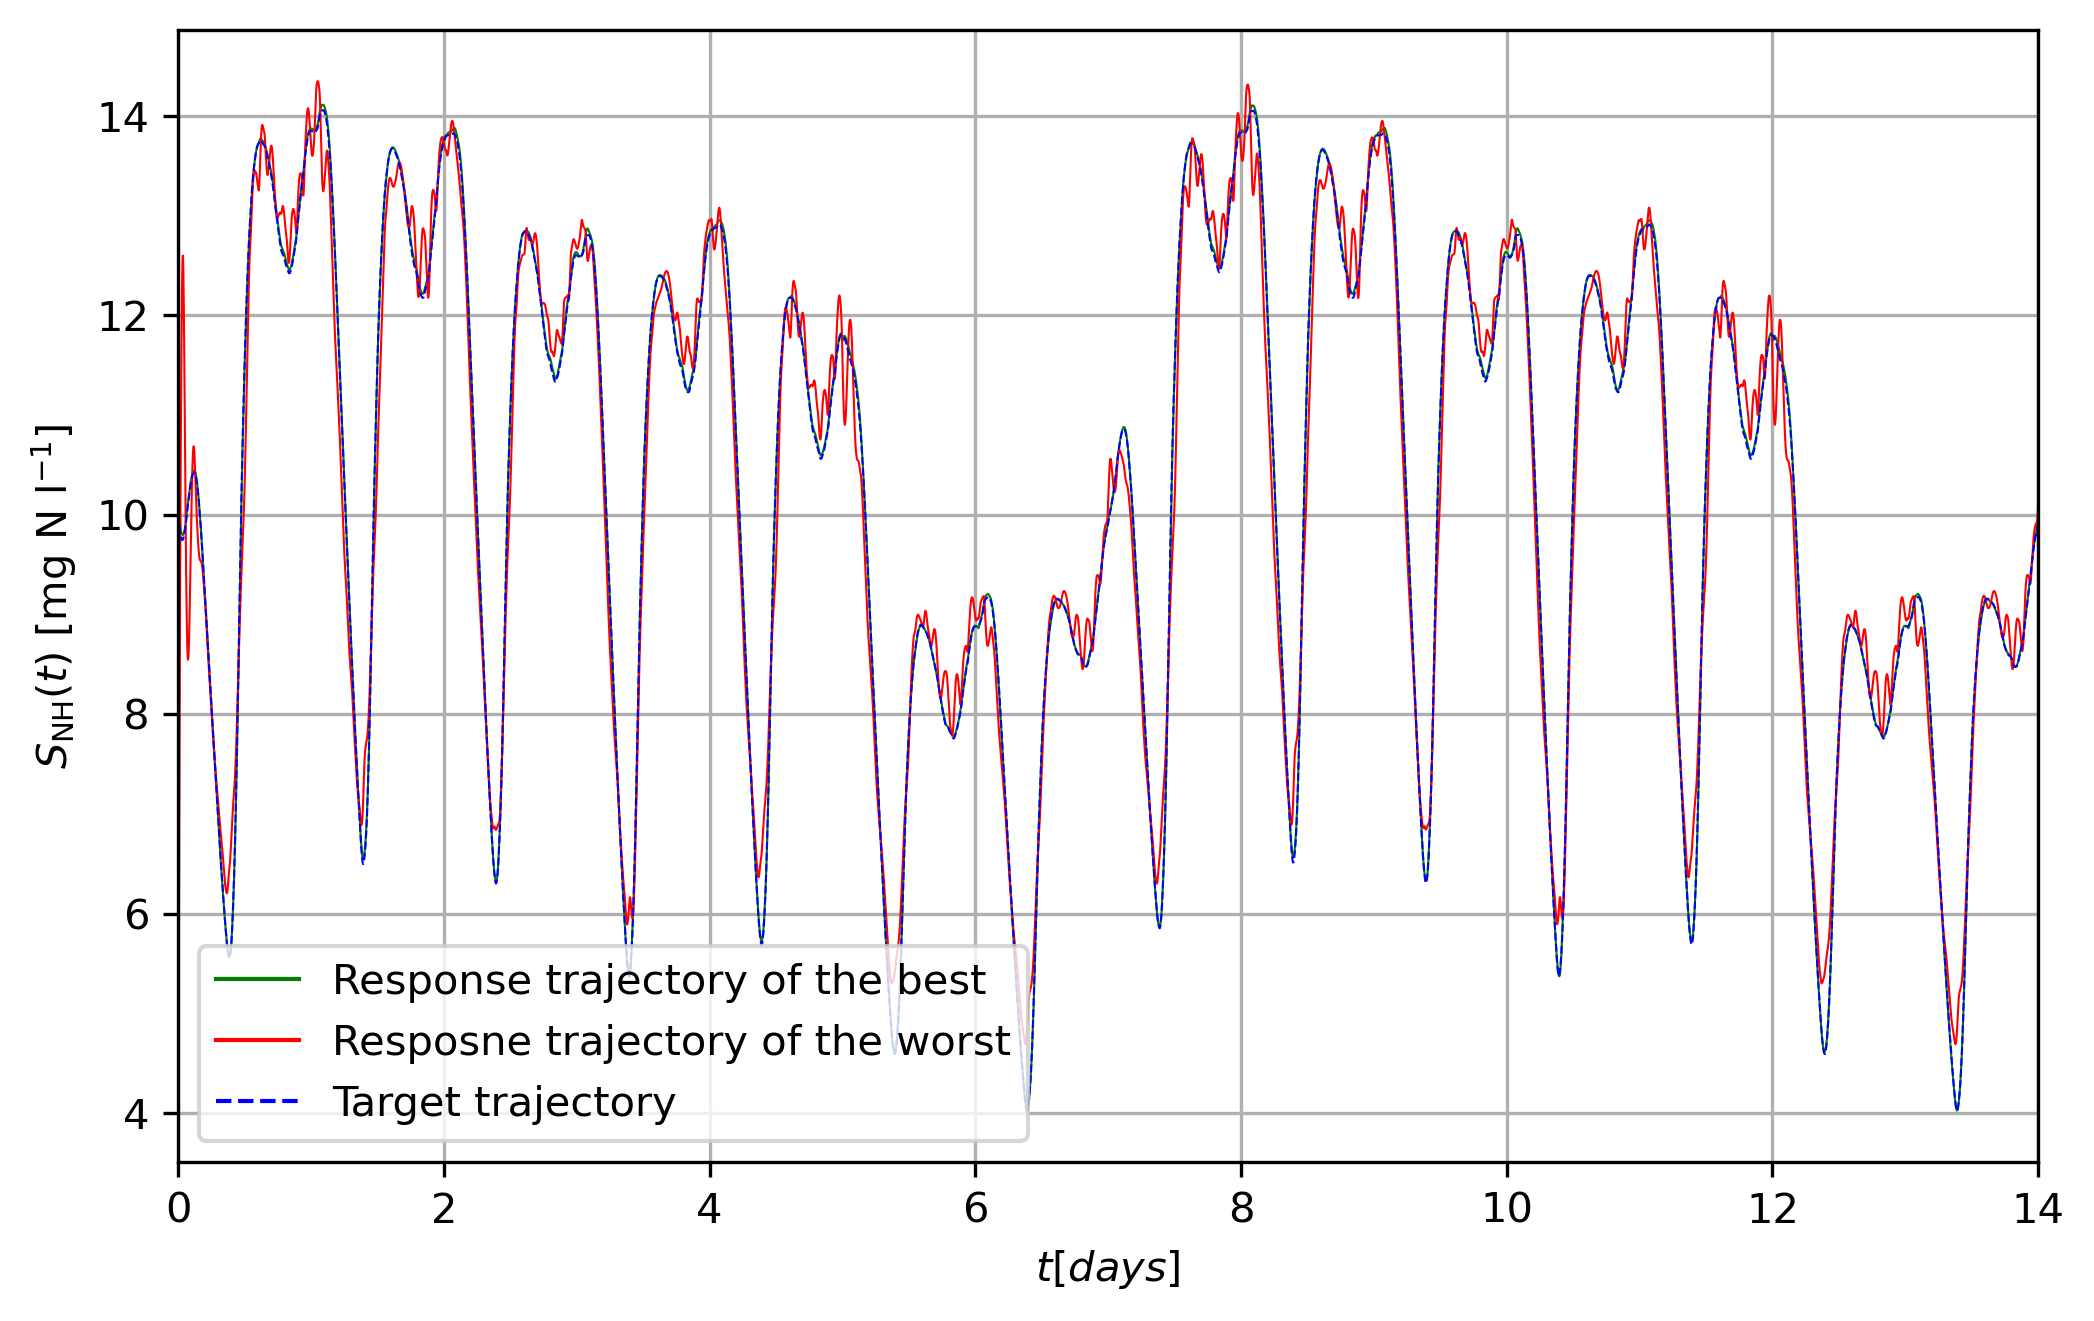 14
12
10
8
6
4
S_NH(t) [mg N l⁻¹]
Response trajectory of the best
Resposne trajectory of the worst
Target trajectory
0 2 4 6 8 10 12 14
t[days]